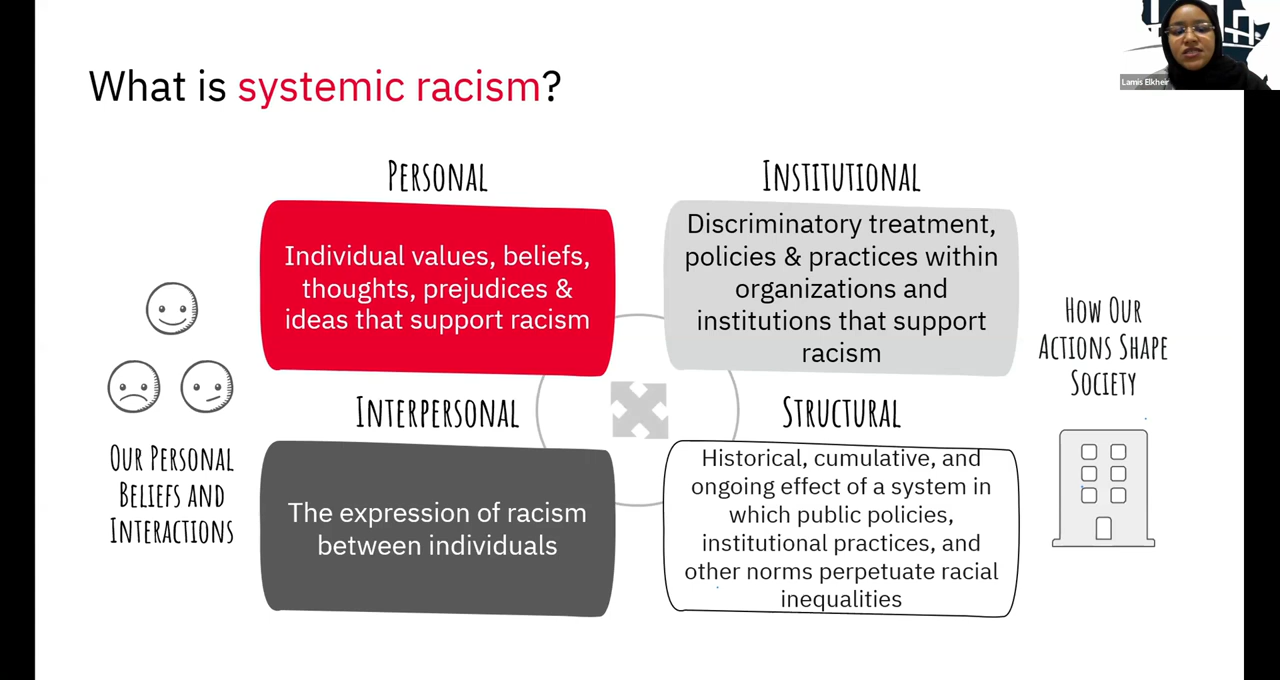 What is systemic racism?
Lamis Elkheir
PERSONAL
Individual values, beliefs,
thoughts, prejudices &
ideas that support racism
INSTITUTIONAL
Discriminatory treatment,
policies & practices within
organizations and
institutions that support
racism
INTERPERSONAL
The expression of racism
between individuals
STRUCTURAL
Historical, cumulative, and
ongoing effect of a system in
which public policies,
institutional practices, and
other norms perpetuate racial
inequalities
OUR PERSONAL
BELIEFS AND
INTERACTIONS
HOW OUR
ACTIONS SHAPE
SOCIETY